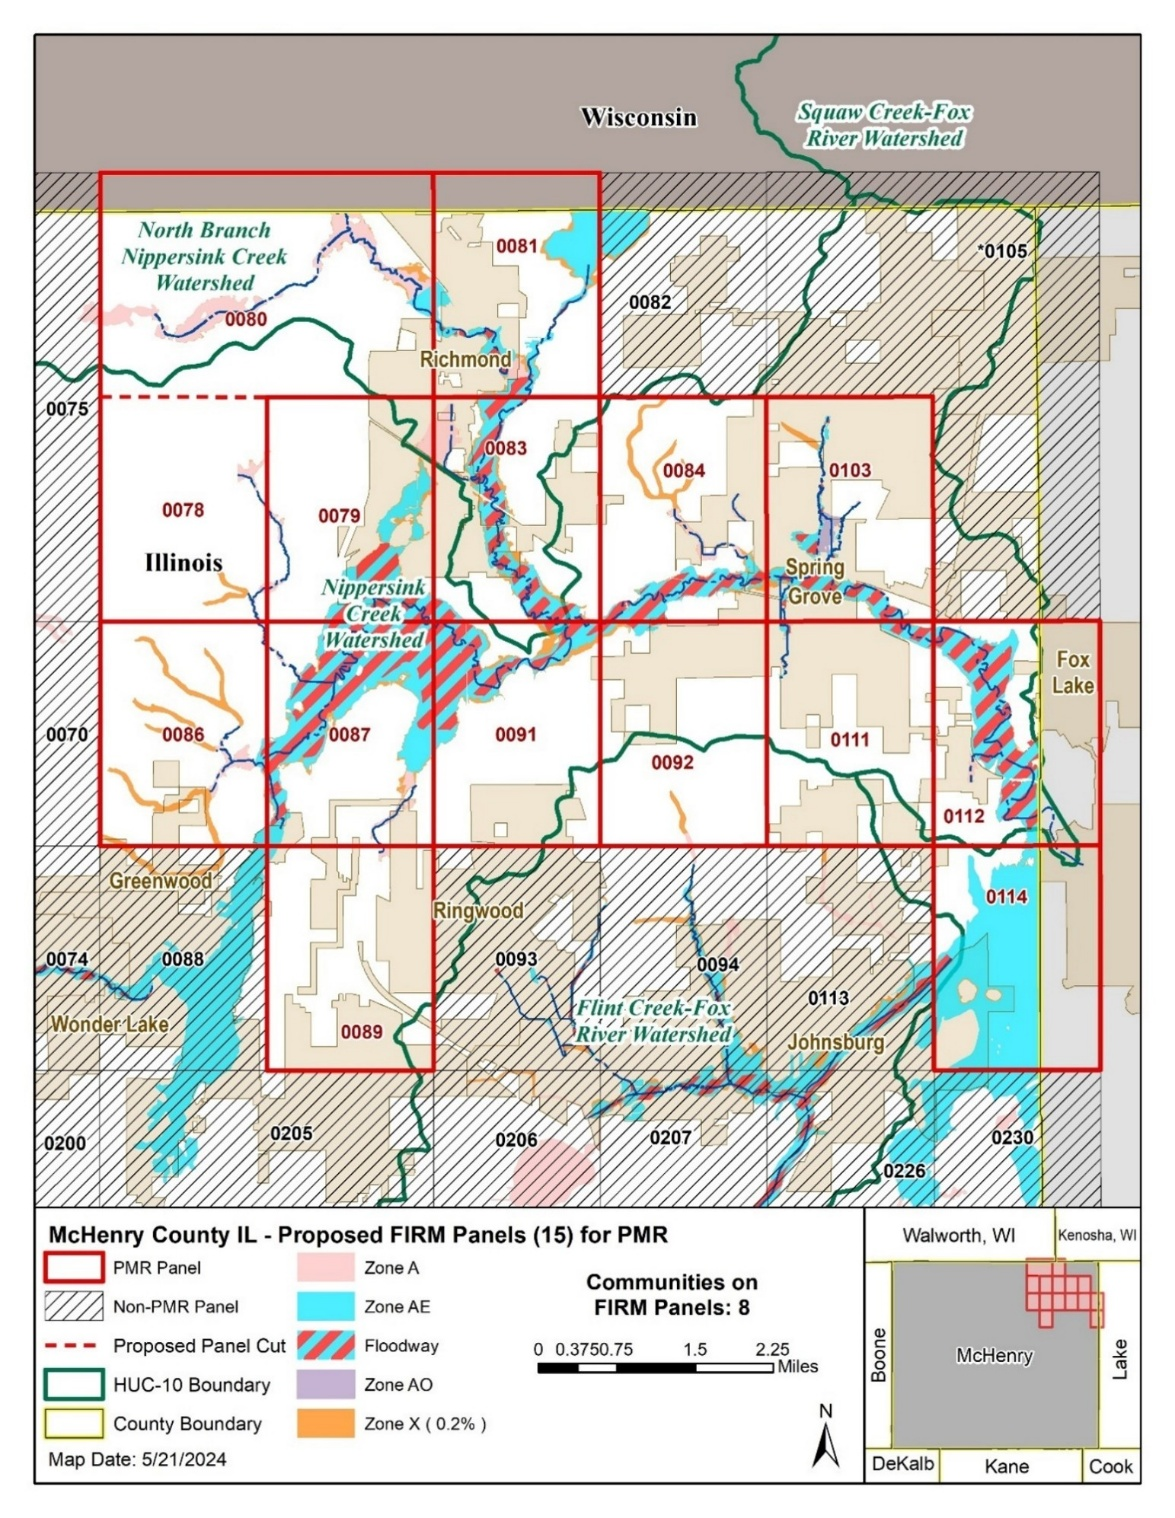 Wisconsin
Squaw Creek-Fox
River Watershed
North Branch
Nippersink Creek
Watershed
0081
*0105
0082
0080
Richmond
0075
0083
0084
0103
0078
0079
Illinois
Spring
Grove
Nippersink
Creek
Watershed
Fox
Lake
0070
0086
0087
0091
0111
0092
0112
Greenwood
0114
Ringwood
0074
0088
0093
0094
0113
Flint Creek-Fox
River Watershed
Wonder Lake
0089
Johnsburg
0200
0205
0206
0207
0230
0226
McHenry County IL - Proposed FIRM Panels (15) for PMR
PMR Panel
Non-PMR Panel
Proposed Panel Cut
HUC-10 Boundary
County Boundary
Map Date: 5/21/2024
Zone A
Zone AE
Floodway
Zone AO
Zone X ( 0.2% )
Communities on
FIRM Panels: 8
0 0.375 0.75 1.5 2.25
Miles
N
Walworth, WI
Kenosha, WI
Boone
McHenry
Lake
DeKalb
Kane
Cook